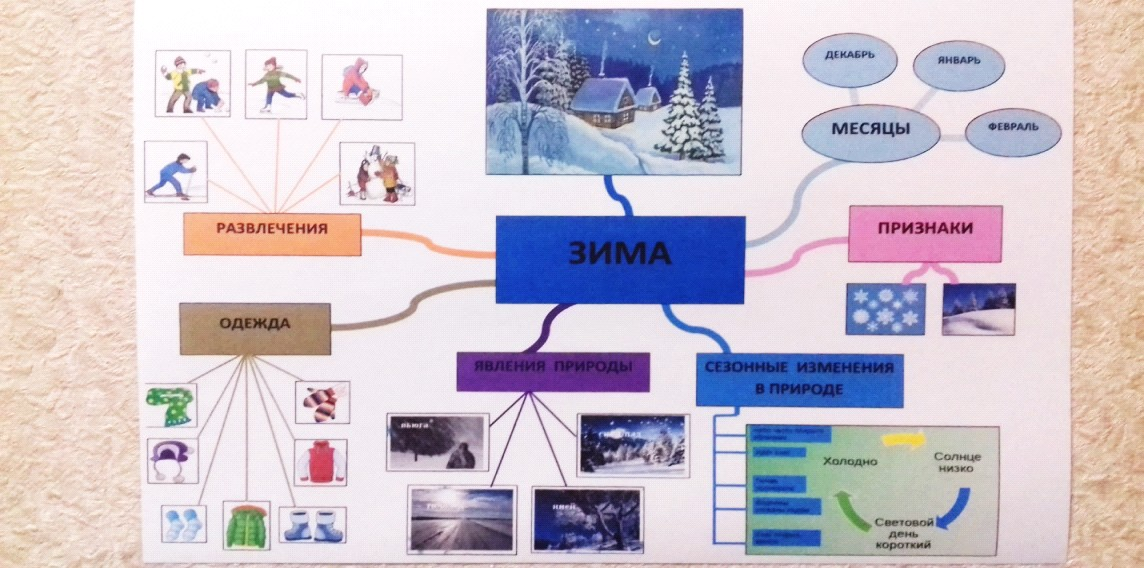 ДЕКАБРЬ
ЯНВАРЬ
МЕСЯЦЫ
ФЕВРАЛЬ
РАЗВЛЕЧЕНИЯ
ЗИМА
ПРИЗНАКИ
ОДЕЖДА
ЯВЛЕНИЯ ПРИРОДЫ
СЕЗОННЫЕ ИЗМЕНЕНИЯ
В ПРИРОДЕ
ВЬЮГА
ИНЕЙ
Холодно
Солнце
низко
Световой
день
короткий